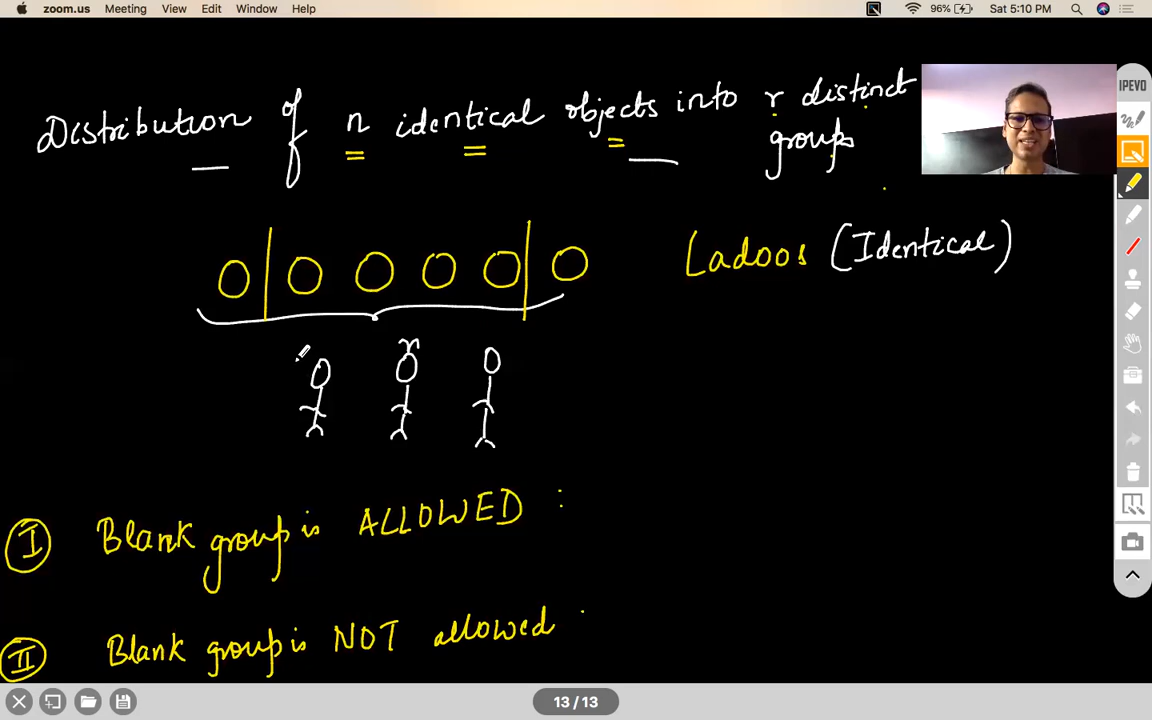 zoom.us Meeting View Edit Window Help 96% Sat 5:10 PM
Distribution of n identical objects into r distinct
groups
IPEVO
Ladoos (Identical)
r
I Blank group is ALLOWED :
II Blank group is NOT allowed :
13 / 13